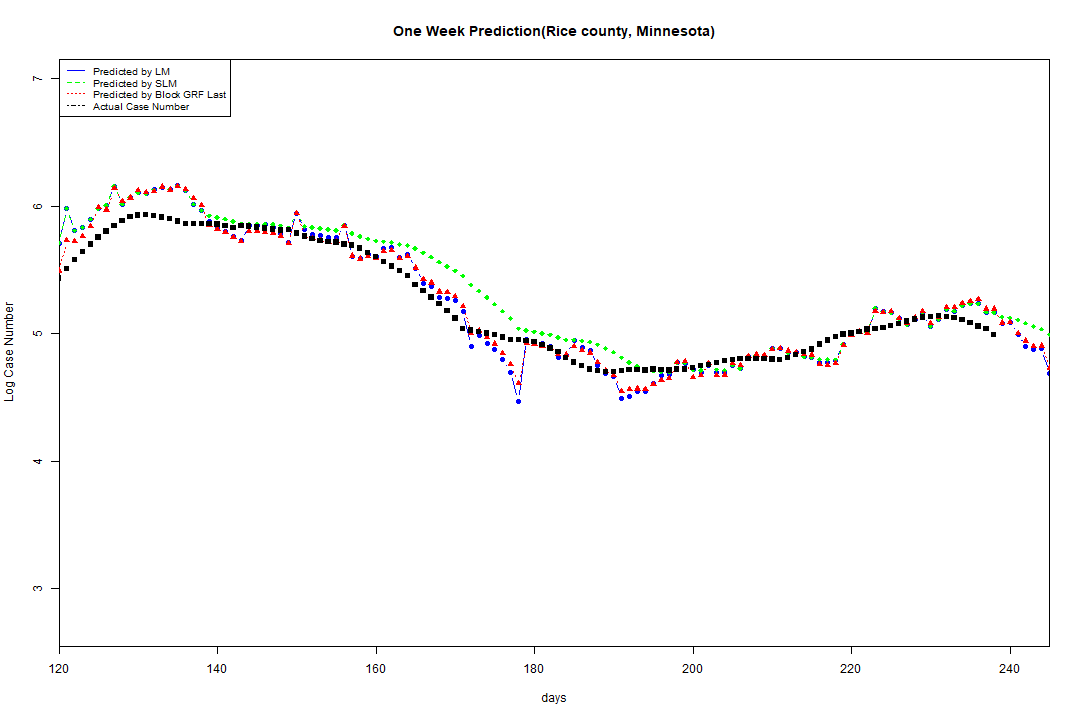 One Week Prediction(Rice county, Minnesota)
Predicted by LM
Predicted by SLM
Predicted by Block GRF Last
Actual Case Number
7
6
5
4
3
Log Case Number
120 140 160 180 200 220 240
days